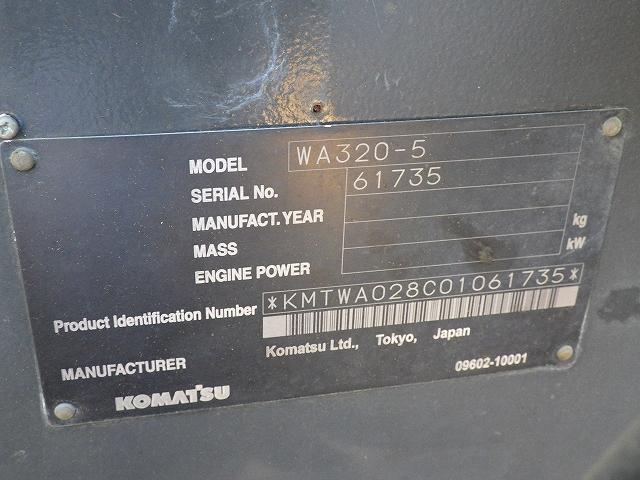 MODEL WA320-5
SERIAL No. 61735
MANUFACT. YEAR
MASS kg
ENGINE POWER kW
Product Identification Number *KMTWA028C01061735*
MANUFACTURER Komatsu Ltd., Tokyo, Japan
KOMATSU 09602-10001